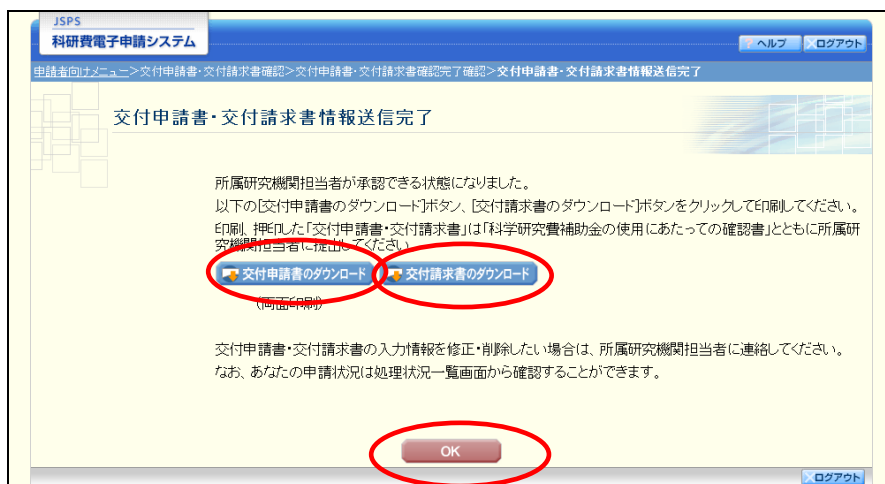 JSPS
科研費電子申請システム
? ヘルプ ログアウト
申請者向けメニュー>交付申請書・交付請求書確認>交付申請書・交付請求書確認完了確認>交付申請書・交付請求書情報送信完了
交付申請書・交付請求書情報送信完了
所属研究機関担当者が承認できる状態になりました。
以下の[交付申請書のダウンロード]ボタン、[交付請求書のダウンロード]ボタンをクリックして印刷してください。
印刷、押印した「交付申請書・交付請求書」は「科学研究費補助金の使用にあたっての確認書」とともに所属研
究機関担当者に提出してください。
交付申請書のダウンロード 交付請求書のダウンロード
(両面印刷)
交付申請書・交付請求書の入力情報を修正・削除したい場合は、所属研究機関担当者に連絡してください。
なお、あなたの申請状況は処理状況一覧画面から確認することができます。
OK
ログアウト